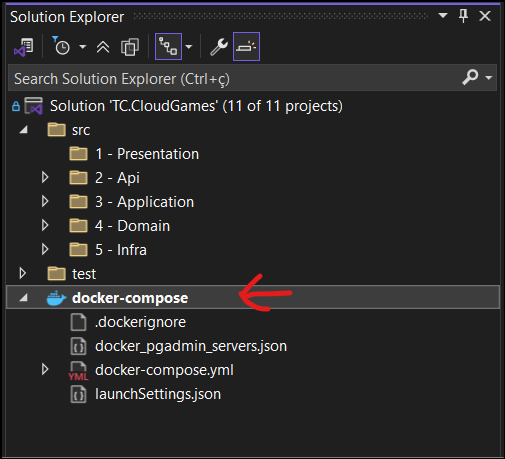 Solution Explorer
Search Solution Explorer (Ctrl+ç)
Solution 'TC.CloudGames' (11 of 11 projects)
src
1 - Presentation
2 - Api
3 - Application
4 - Domain
5 - Infra
test
docker-compose
.dockerignore
docker_pgadmin_servers.json
YML docker-compose.yml
launchSettings.json